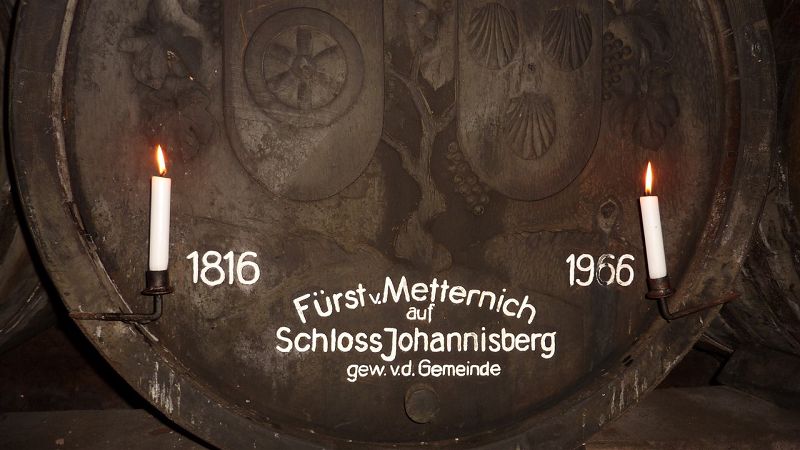 1816 1966
Fürst v. Metternich
auf
Schloss Johannisberg
gew. v.d. Gemeinde